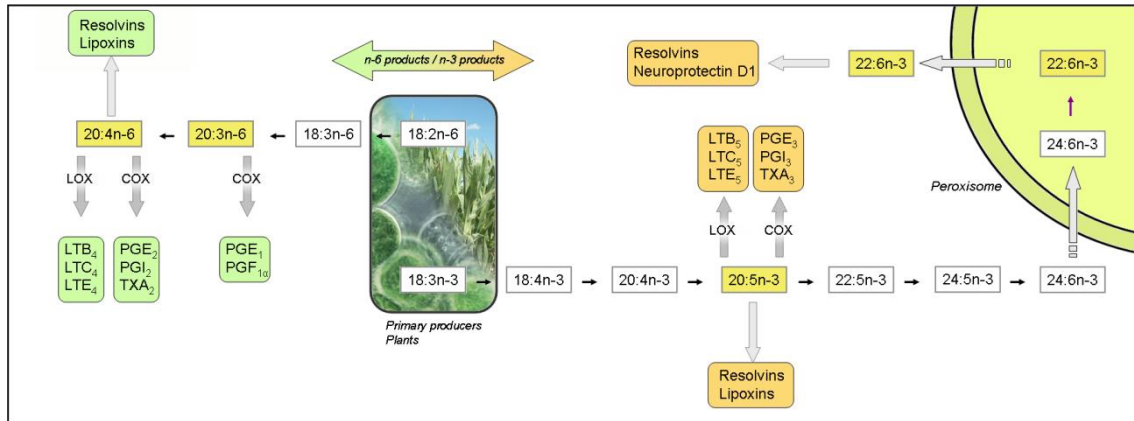 Resolvins
Lipoxins
n-6 products / n-3 products
Resolvins
Neuroprotectin D1
22:6n-3
22:6n-3
20:4n-6
20:3n-6
18:3n-6
18:2n-6
24:6n-3
LOX
COX
COX
LTB₄
LTC₄
LTE₄
PGE₂
PGI₂
TXA₂
PGE₁
PGF₁α
LTB₅
LTC₅
LTE₅
PGE₃
PGI₃
TXA₃
Peroxisome
LOX
COX
18:3n-3
18:4n-3
20:4n-3
20:5n-3
22:5n-3
24:5n-3
24:6n-3
Primary producers
Plants
Resolvins
Lipoxins